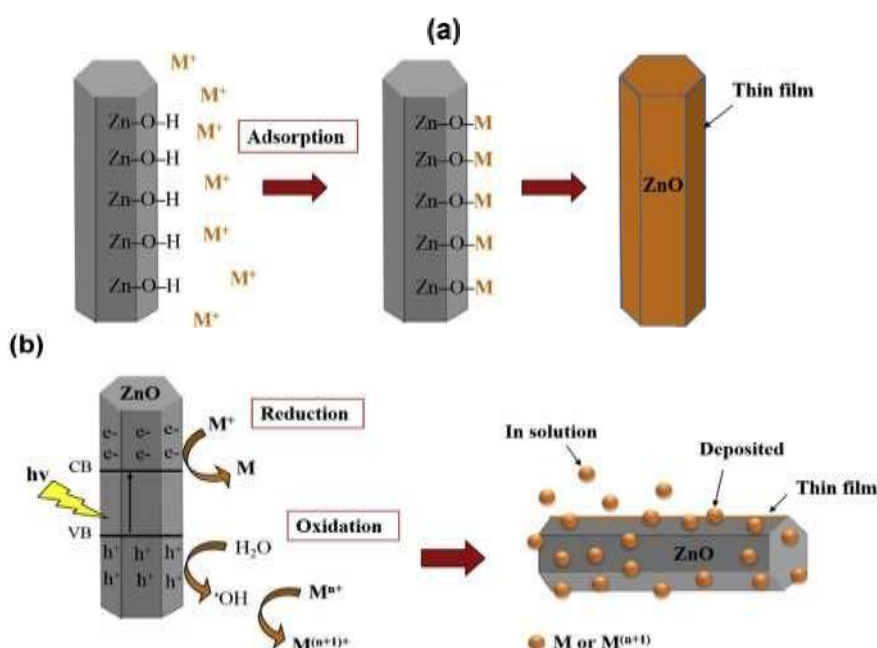 (a)
M⁺
M⁺
M⁺
M⁺
M⁺
M⁺
M⁺
Zn–O–H
Zn–O–H
Zn–O–H
Zn–O–H
Zn–O–H
Adsorption
Zn–O–M
Zn–O–M
Zn–O–M
Zn–O–M
Zn–O–M
Thin film
ZnO
(b)
ZnO
e- e- e-
e- e- e-
CB
hν
VB
h⁺ h⁺ h⁺
h⁺ h⁺ h⁺
Reduction
M⁺
M
Oxidation
H₂O
•OH
Mⁿ⁺
M⁽ⁿ⁺¹⁾⁺
In solution
Deposited
Thin film
ZnO
M or M⁽ⁿ⁺¹⁾